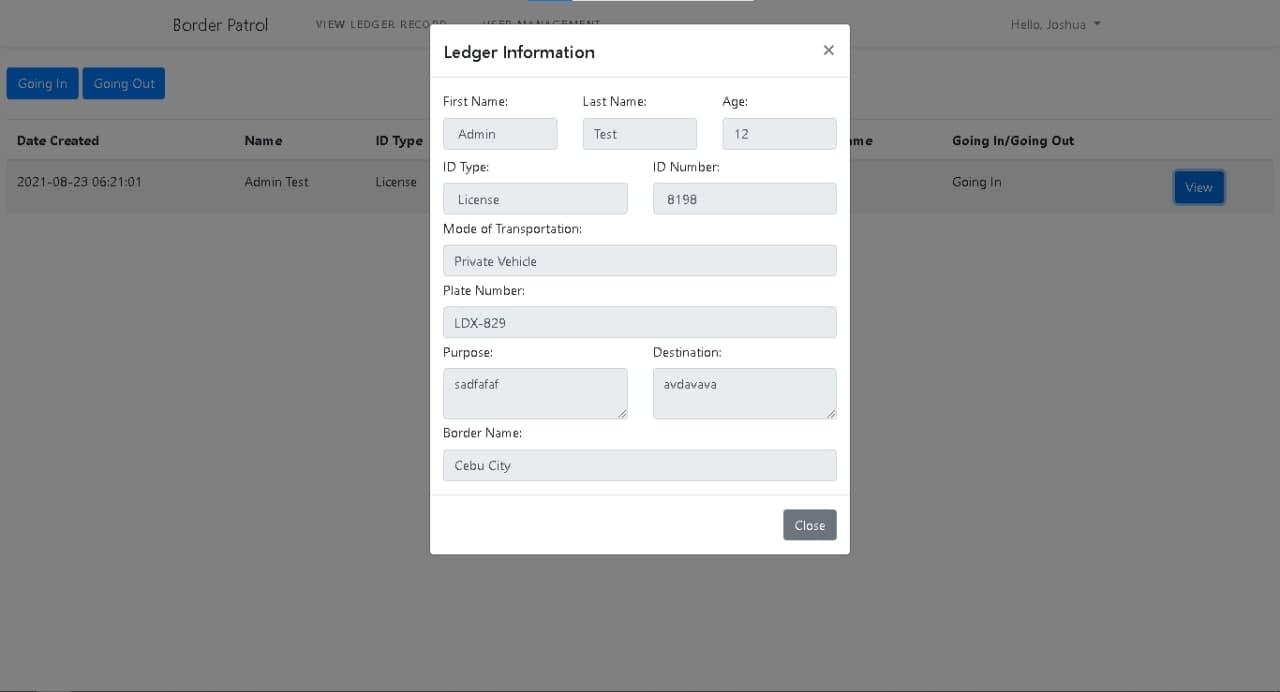 Border Patrol VIEW LEDGER RECORD USER MANAGEMENT Hello, Joshua
Ledger Information ×
Going In Going Out
First Name: Last Name: Age:
Admin Test 12
Date Created Name ID Type Going In/Going Out
ID Type: ID Number:
2021-08-23 06:21:01 Admin Test License Going In View
License 8198
Mode of Transportation:
Private Vehicle
Plate Number:
LDX-829
Purpose: Destination:
sadfafaf avdavava
Border Name:
Cebu City
Close